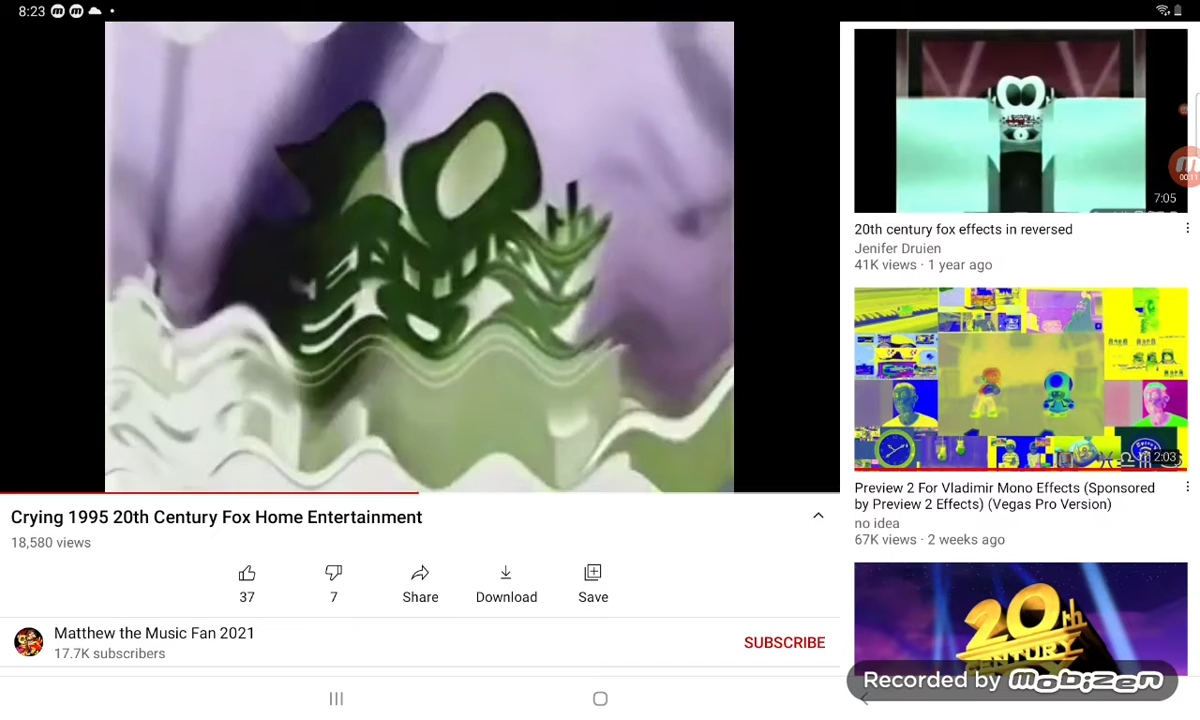 8:23
00:11
7:05
20th century fox effects in reversed
Jenifer Druien
41K views · 1 year ago
2:03
Preview 2 For Vladimir Mono Effects (Sponsored
by Preview 2 Effects) (Vegas Pro Version)
no idea
67K views · 2 weeks ago
20th
CENTURY
Recorded by mobizen
Crying 1995 20th Century Fox Home Entertainment
18,580 views
37
7
Share
Download
Save
Matthew the Music Fan 2021
17.7K subscribers
SUBSCRIBE